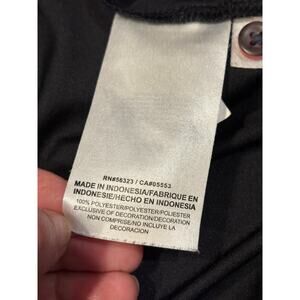 RN#56323 / CA#05553
MADE IN INDONESIA/FABRIQUE EN
INDONESIE/HECHO EN INDONESIA
100% POLYESTER/POLYESTER/POLIESTER
EXCLUSIVE OF DECORATION/DECORATION
NON COMPRISE/NO INCLUYE LA
DECORACION